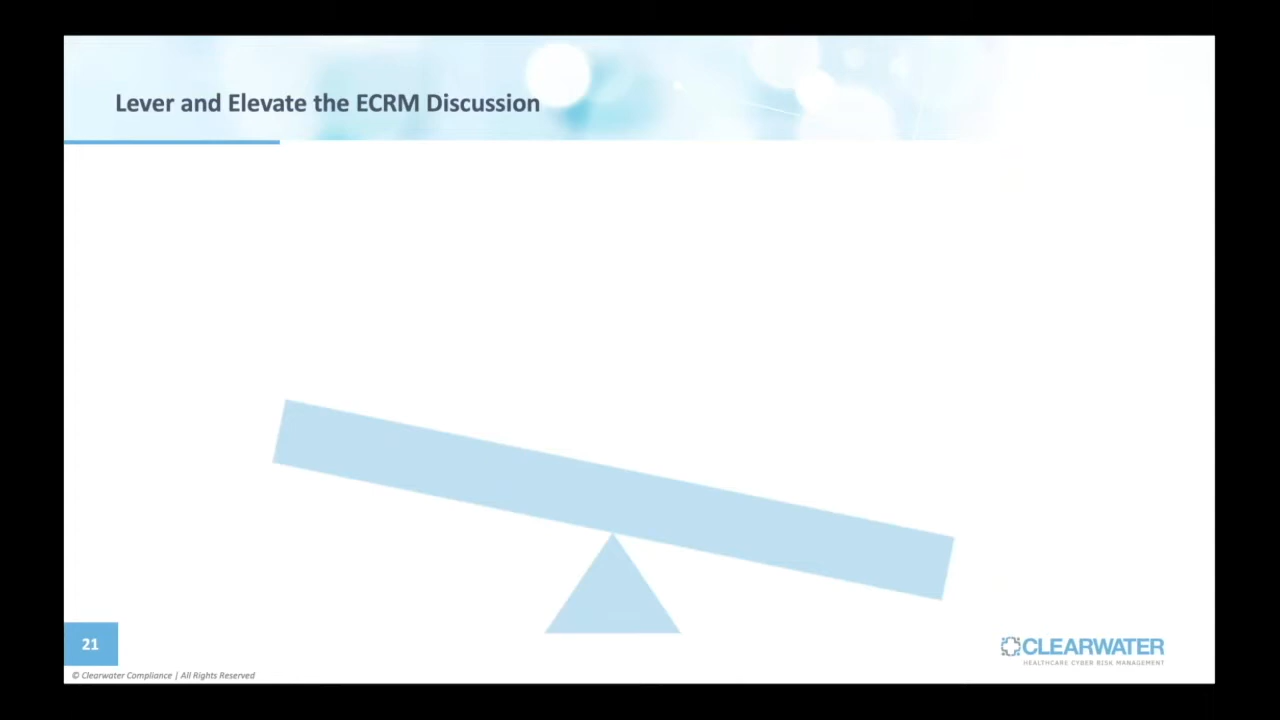 Lever and Elevate the ECRM Discussion
21
CLEARWATER
HEALTHCARE CYBER RISK MANAGEMENT
© Clearwater Compliance | All Rights Reserved